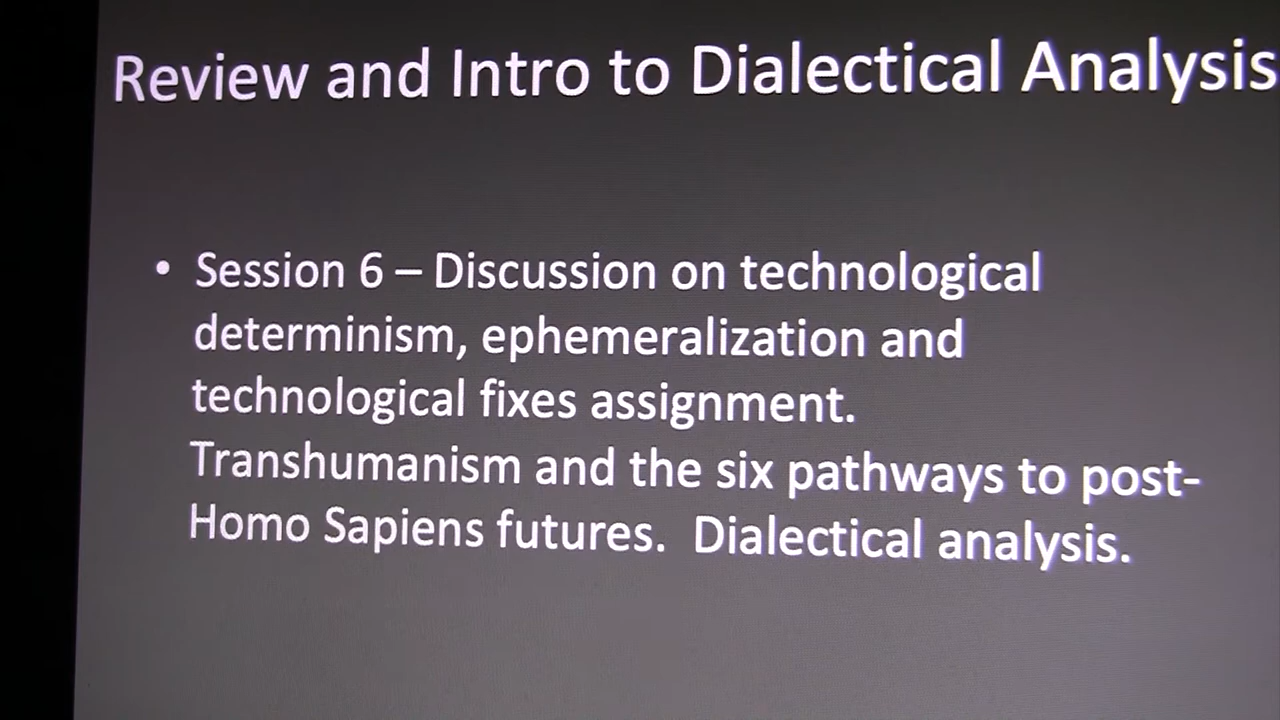 Review and Intro to Dialectical Analysis
• Session 6 – Discussion on technological
determinism, ephemeralization and
technological fixes assignment.
Transhumanism and the six pathways to post-
Homo Sapiens futures.  Dialectical analysis.